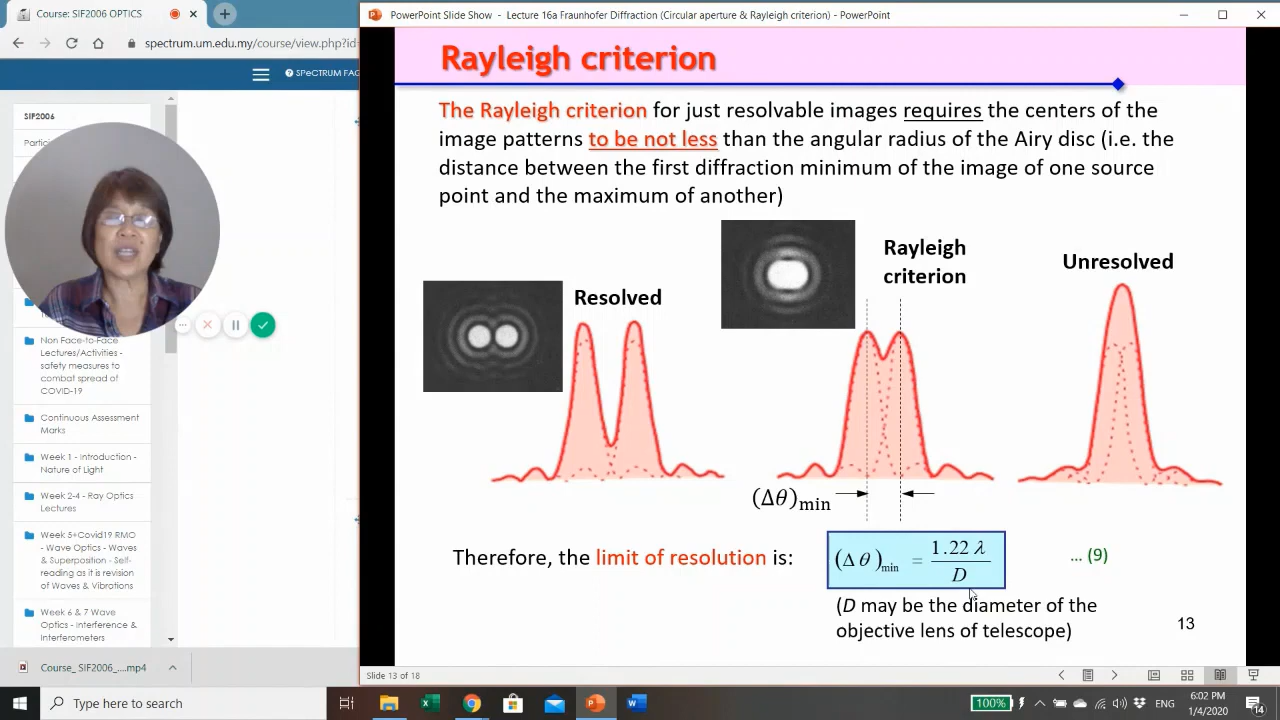 Course: SIF2006 OPTICS
PowerPoint Slide Show - Lecture 16a Fraunhofer Diffraction (Circular aperture & Rayleigh criterion) - PowerPoint
spectrum.um.edu.my/course/view.php?id=
SPeCTRUM FAQ
SIF2006
Partic
Non Face-to-Face
Lectures/Activities -
safety measures to
combat spread of
COVID-19
Continuous Assessment
Marks
Week 1 - Introduction -
Nature of Light
Week 2-4 - Ray Optics
Lectures
Week 5+Covid19 RMO
- Wave Optics - Waves
& Superposition - Self-
reading as it is revision
of Waves & Vibration
Week 6 & 7 Wave
Optics - Interference &
Interferometers
Rayleigh criterion
The Rayleigh criterion for just resolvable images requires the centers of the
image patterns to be not less than the angular radius of the Airy disc (i.e. the
distance between the first diffraction minimum of the image of one source
point and the maximum of another)
Resolved
Rayleigh
criterion
Unresolved
(Δθ)min
Therefore, the limit of resolution is:
(Δθ)min = 1.22 λ / D
... (9)
(D may be the diameter of the
objective lens of telescope)
13
Course_SIF2006_....mp4
Slide 13 of 18
Type here to search
100%
ENG
6:02 PM
1/4/2020
14